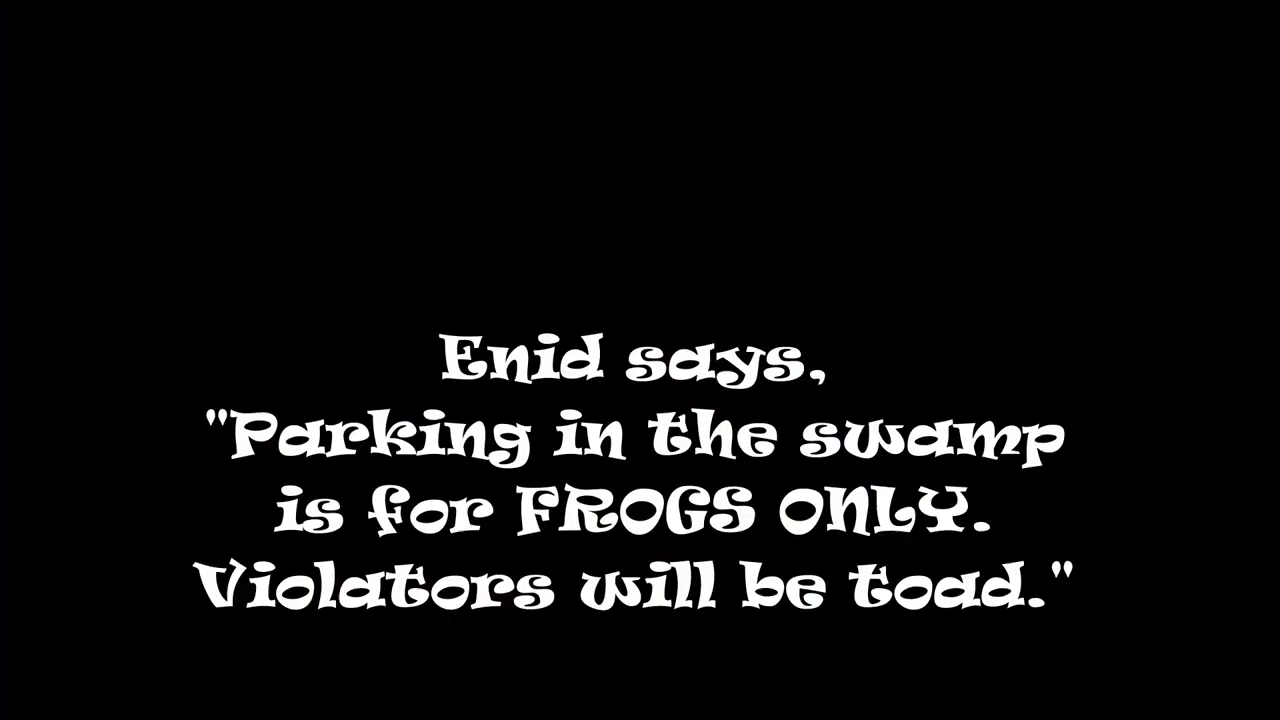 Enid says,
"Parking in the swamp
is for FROGS ONLY.
Violators will be toad."